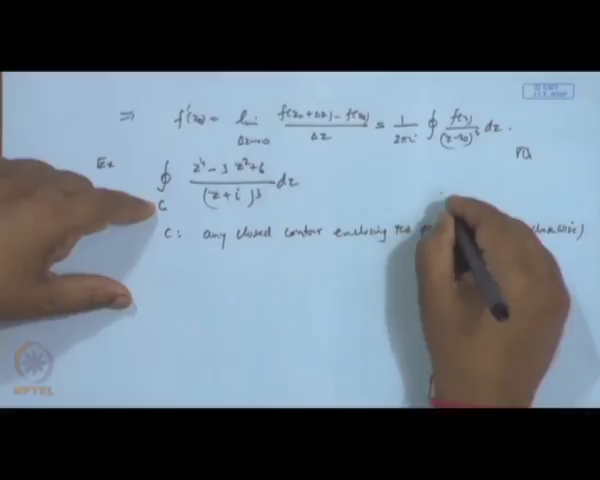 ⇒ f'(z₀) = lim Δz→0 (f(z₀+Δz) - f(z₀))/Δz = 1/2πi ∮ f(z)/(z-z₀)² dz.
Ex ∮_C (z⁴ - 3z² + 6)/(z+i)³ dz
C: any closed contour enclosing the
NPTEL